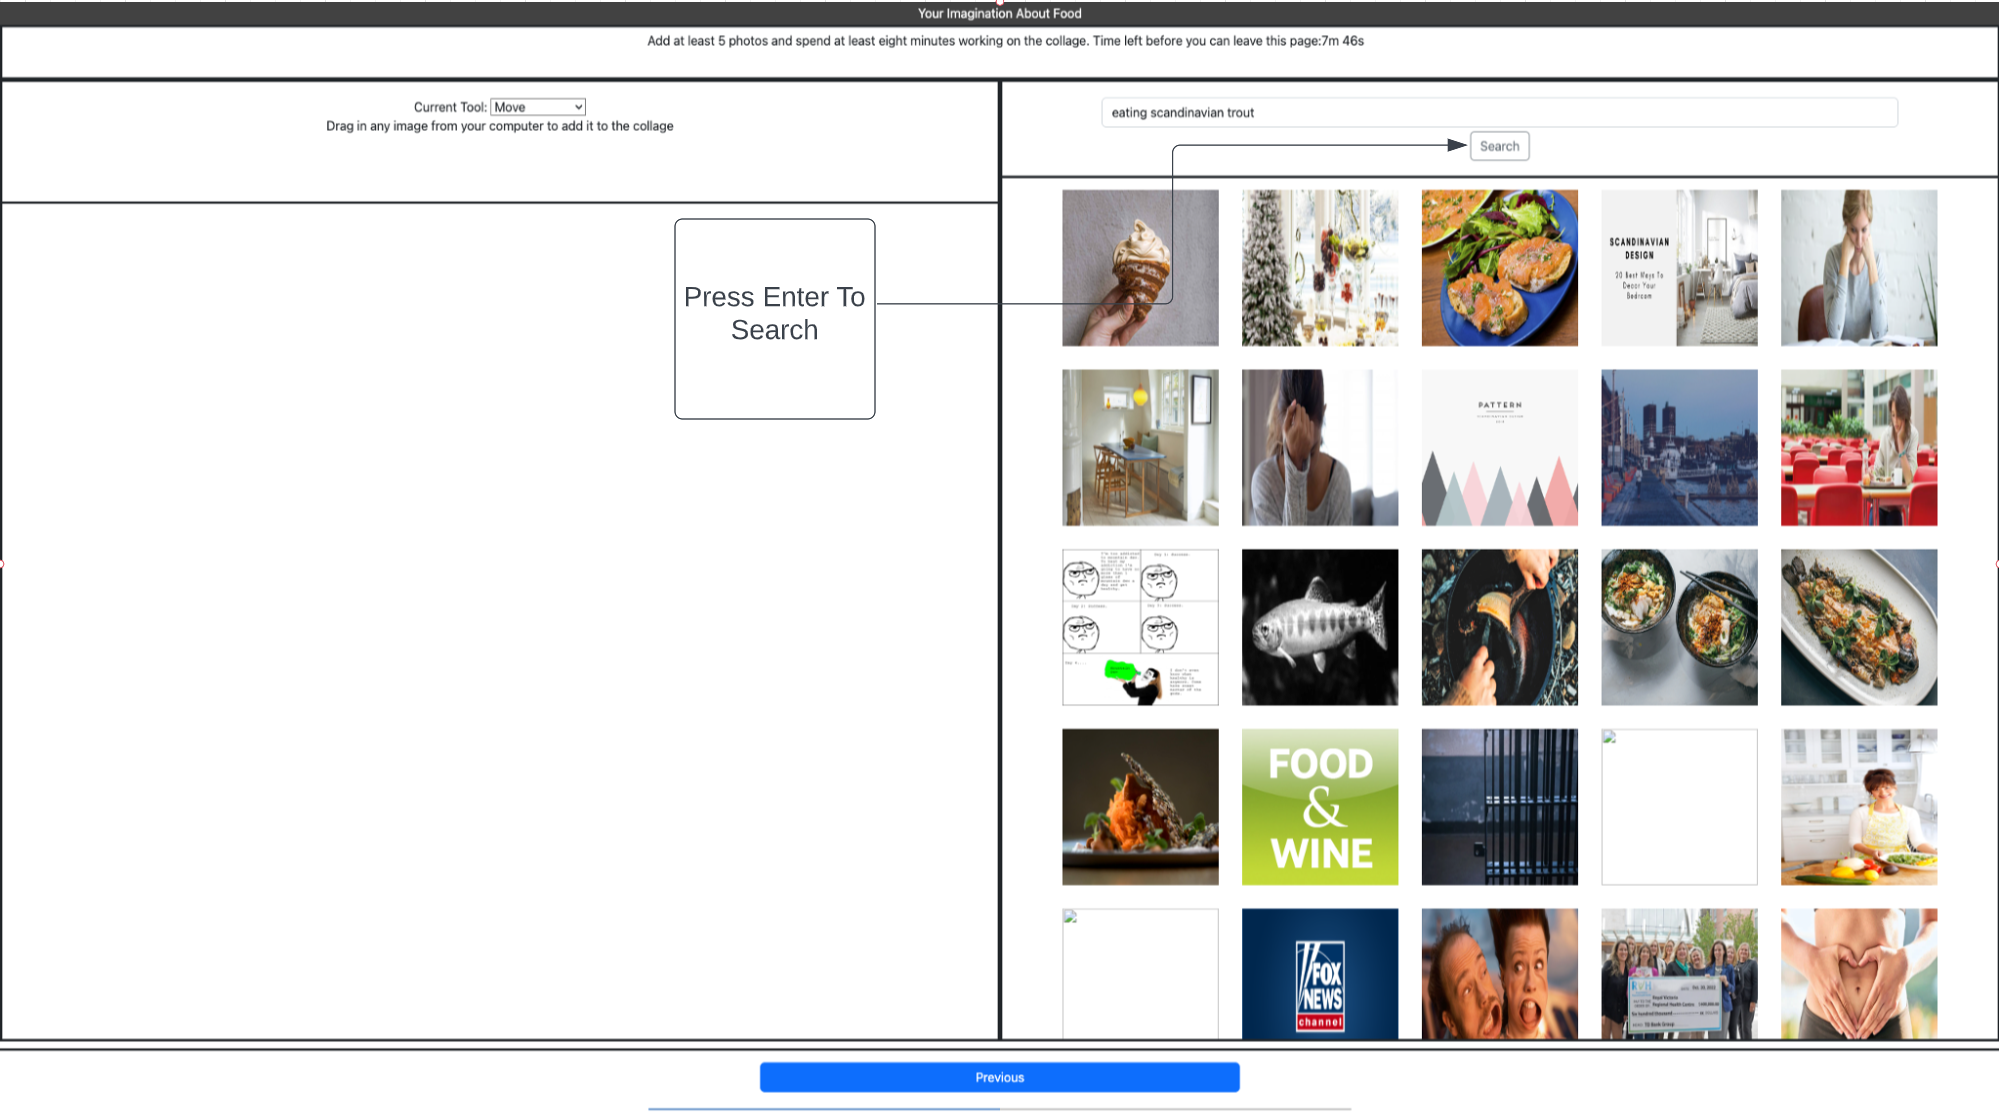 Your Imagination About Food
Add at least 5 photos and spend at least eight minutes working on the collage. Time left before you can leave this page:7m 46s
Current Tool: Move
Drag in any image from your computer to add it to the collage
eating scandinavian trout
Search
Press Enter To
Search
SCANDINAVIAN
DESIGN
20 Best Ways To
Decor Your
Bedroom
PATTERN
FOOD
&
WINE
FOX
NEWS
channel
Previous